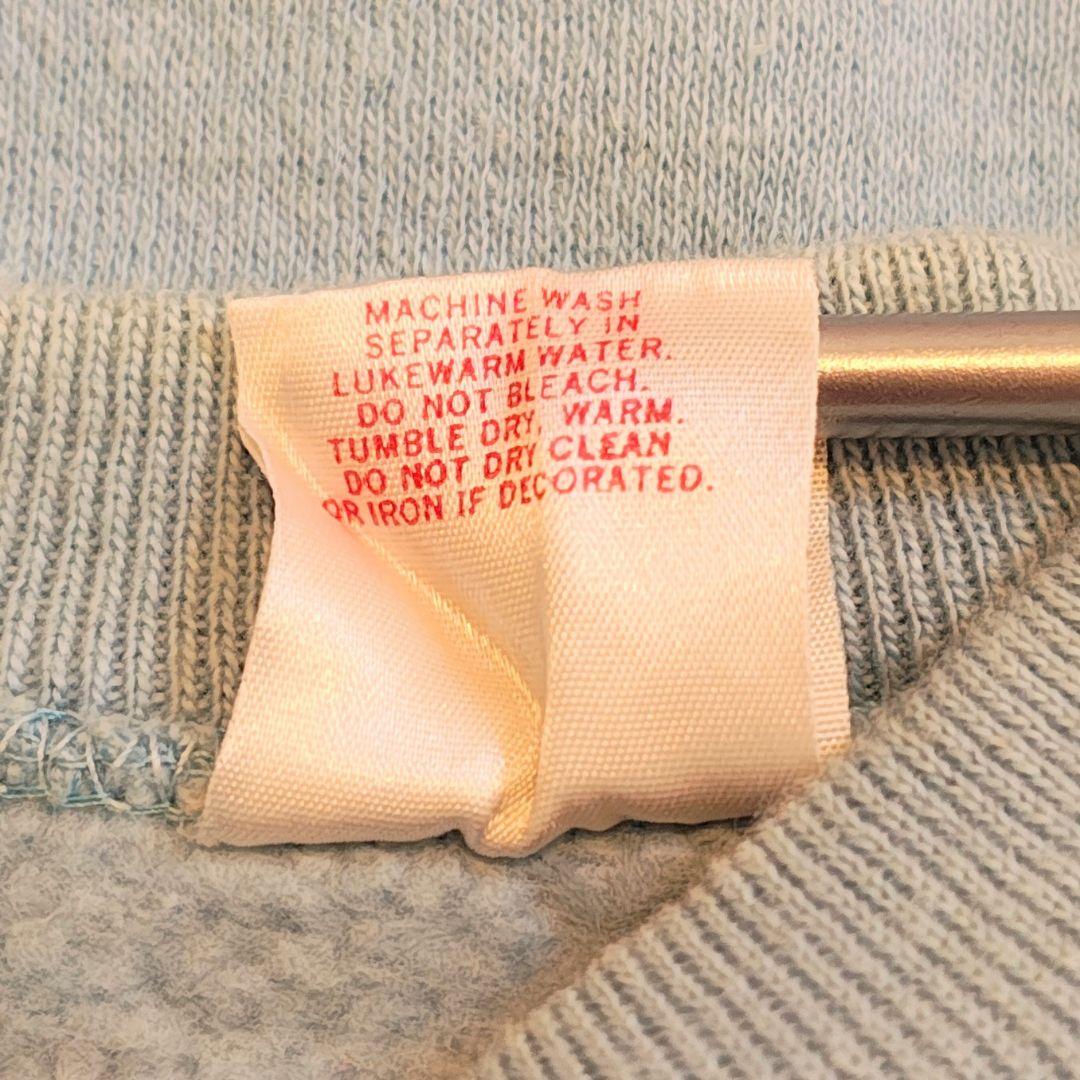 MACHINE WASH
SEPARATELY IN
LUKEWARM WATER.
DO NOT BLEACH.
TUMBLE DRY, WARM.
DO NOT DRY CLEAN
OR IRON IF DECORATED.